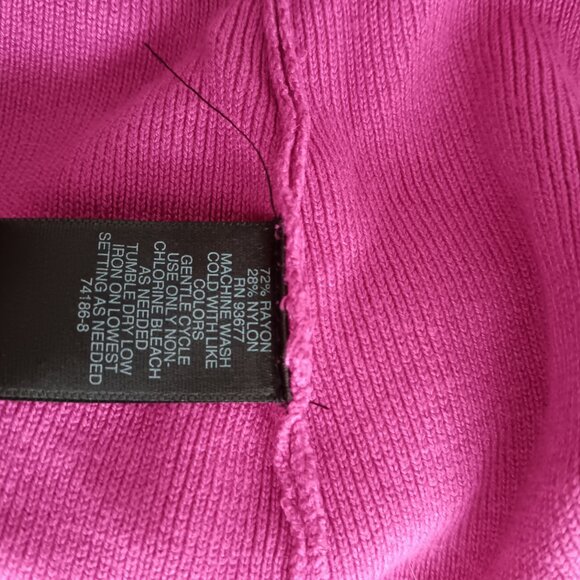 72% RAYON
28% NYLON
RN 93677
MACHINE WASH
COLD WITH LIKE
COLORS
GENTLE CYCLE
USE ONLY NON-
CHLORINE BLEACH
AS NEEDED
TUMBLE DRY LOW
IRON ON LOWEST
SETTING AS NEEDED
74186-8